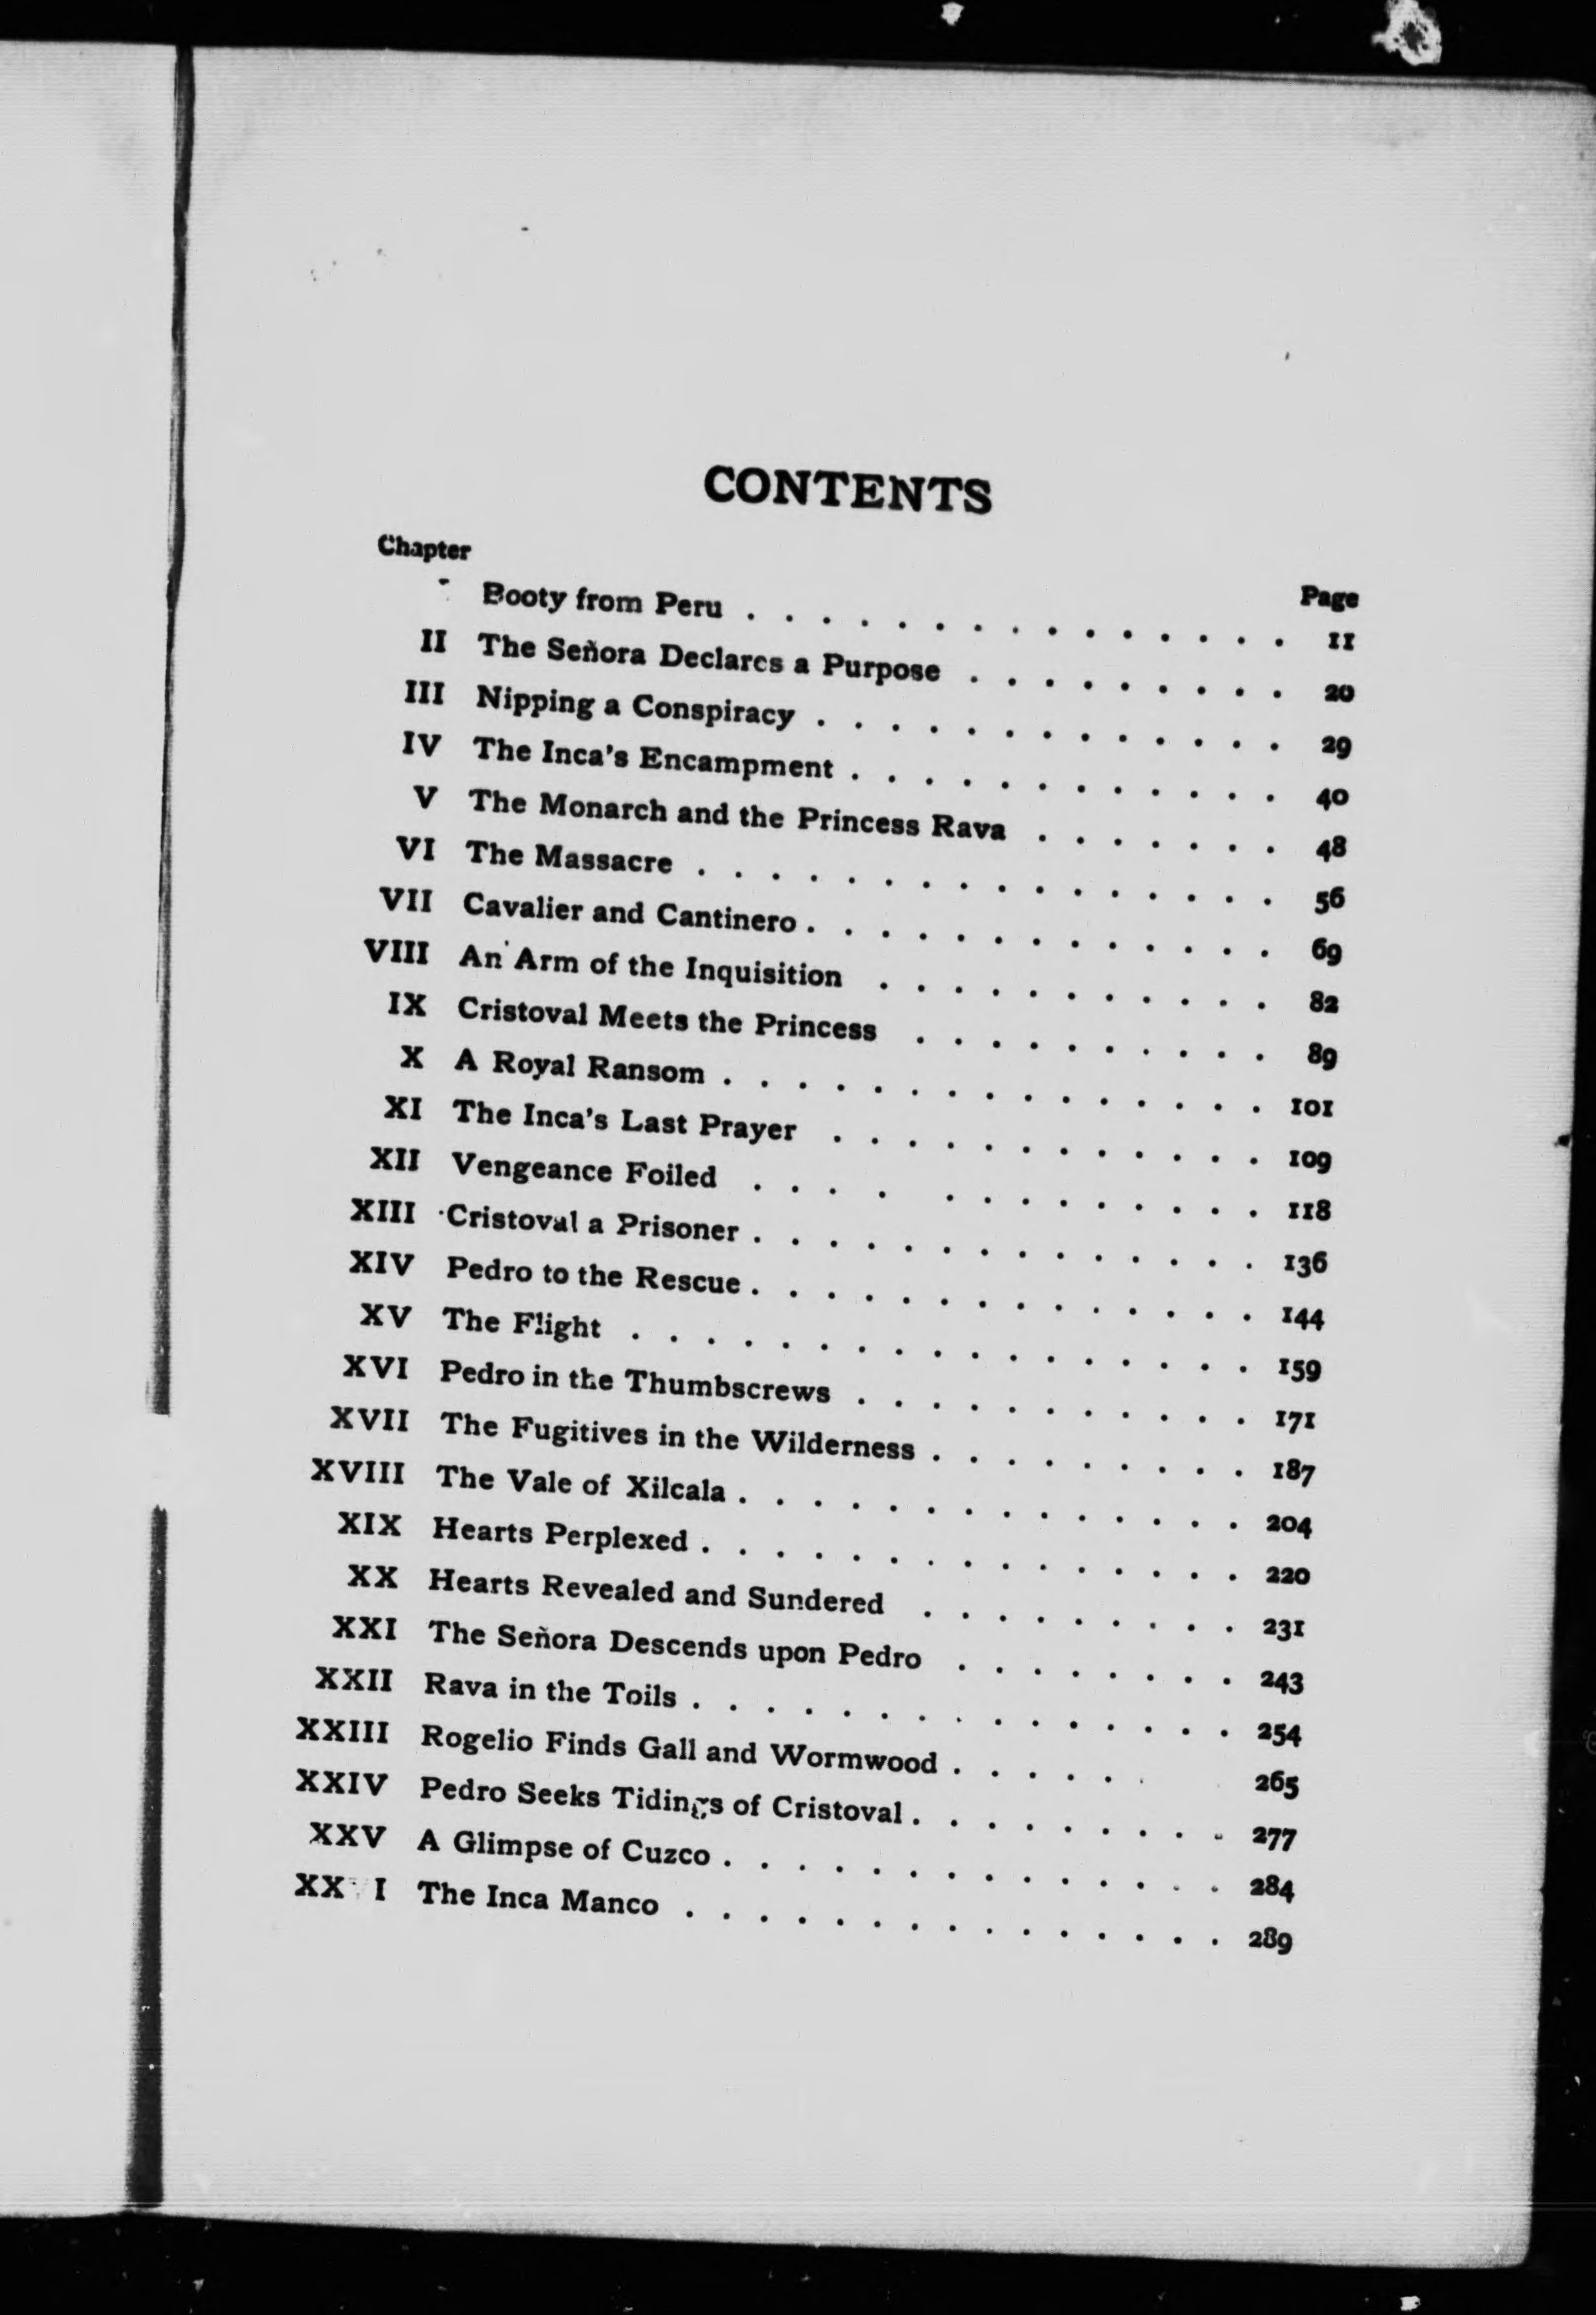 CONTENTS
Chapter Page
Booty from Peru . . . . . . . . . . . . . . . 11
II The Señora Declares a Purpose . . . . . . . . . 20
III Nipping a Conspiracy . . . . . . . . . . . . . 29
IV The Inca's Encampment . . . . . . . . . . . . 40
V The Monarch and the Princess Rava . . . . . . . 48
VI The Massacre . . . . . . . . . . . . . . . . 56
VII Cavalier and Cantinero . . . . . . . . . . . . . 69
VIII An Arm of the Inquisition . . . . . . . . . . . 82
IX Cristoval Meets the Princess . . . . . . . . . . 89
X A Royal Ransom . . . . . . . . . . . . . . . 101
XI The Inca's Last Prayer . . . . . . . . . . . . 109
XII Vengeance Foiled . . . . . . . . . . . . . 118
XIII Cristoval a Prisoner . . . . . . . . . . . . . . 136
XIV Pedro to the Rescue . . . . . . . . . . . . . . 144
XV The Flight . . . . . . . . . . . . . . . . . 159
XVI Pedro in the Thumbscrews . . . . . . . . . . . 171
XVII The Fugitives in the Wilderness . . . . . . . . . 187
XVIII The Vale of Xilcala . . . . . . . . . . . . . . 204
XIX Hearts Perplexed . . . . . . . . . . . . . . . 220
XX Hearts Revealed and Sundered . . . . . . . . . 231
XXI The Señora Descends upon Pedro . . . . . . . . 243
XXII Rava in the Toils . . . . . . . . . . . . . . . 254
XXIII Rogelio Finds Gall and Wormwood . . . . . . 265
XXIV Pedro Seeks Tidings of Cristoval . . . . . . . . . 277
XXV A Glimpse of Cuzco . . . . . . . . . . . . . . 284
XXVI The Inca Manco . . . . . . . . . . . . . . . 289